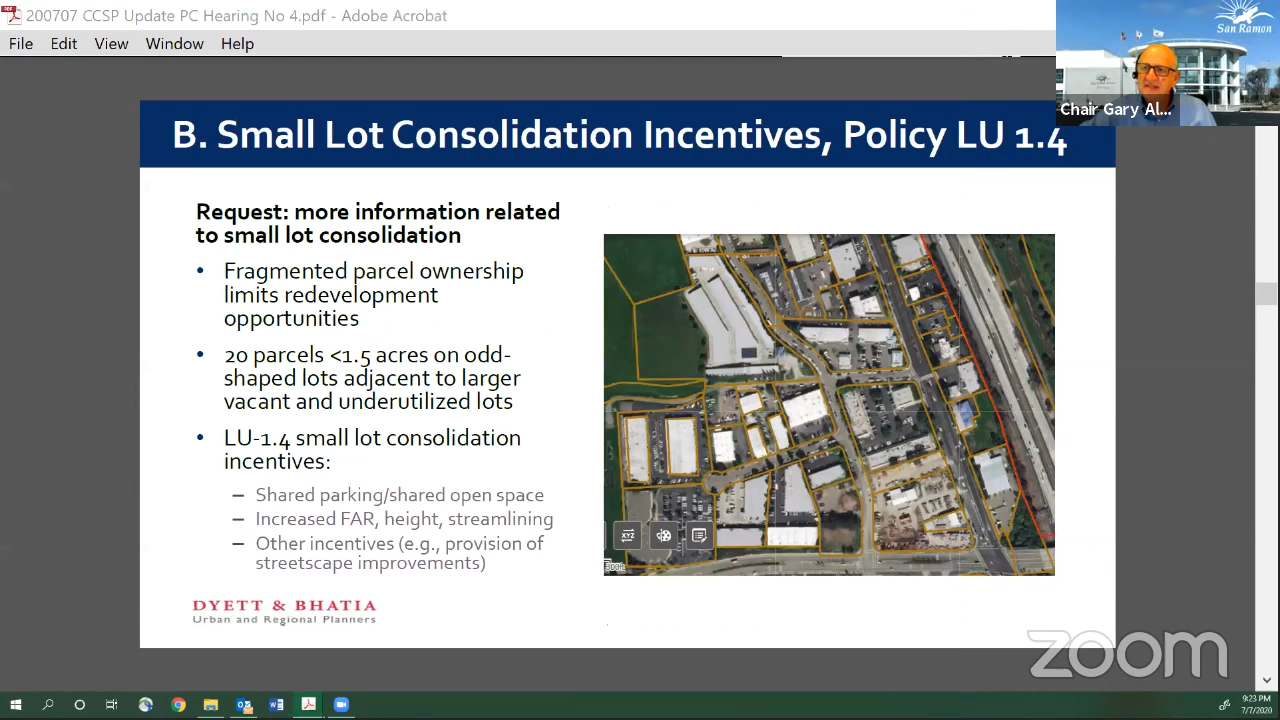 200707 CCSP Update PC Hearing No 4.pdf - Adobe Acrobat
File Edit View Window Help
San Ramon
Chair Gary Al...
B. Small Lot Consolidation Incentives, Policy LU 1.4
Request: more information related
to small lot consolidation
• Fragmented parcel ownership
limits redevelopment
opportunities
• 20 parcels <1.5 acres on odd-
shaped lots adjacent to larger
vacant and underutilized lots
• LU-1.4 small lot consolidation
incentives:
– Shared parking/shared open space
– Increased FAR, height, streamlining
– Other incentives (e.g., provision of
streetscape improvements)
XYZ
DYETT & BHATIA
Urban and Regional Planners
zoom
9:23 PM
7/7/2020